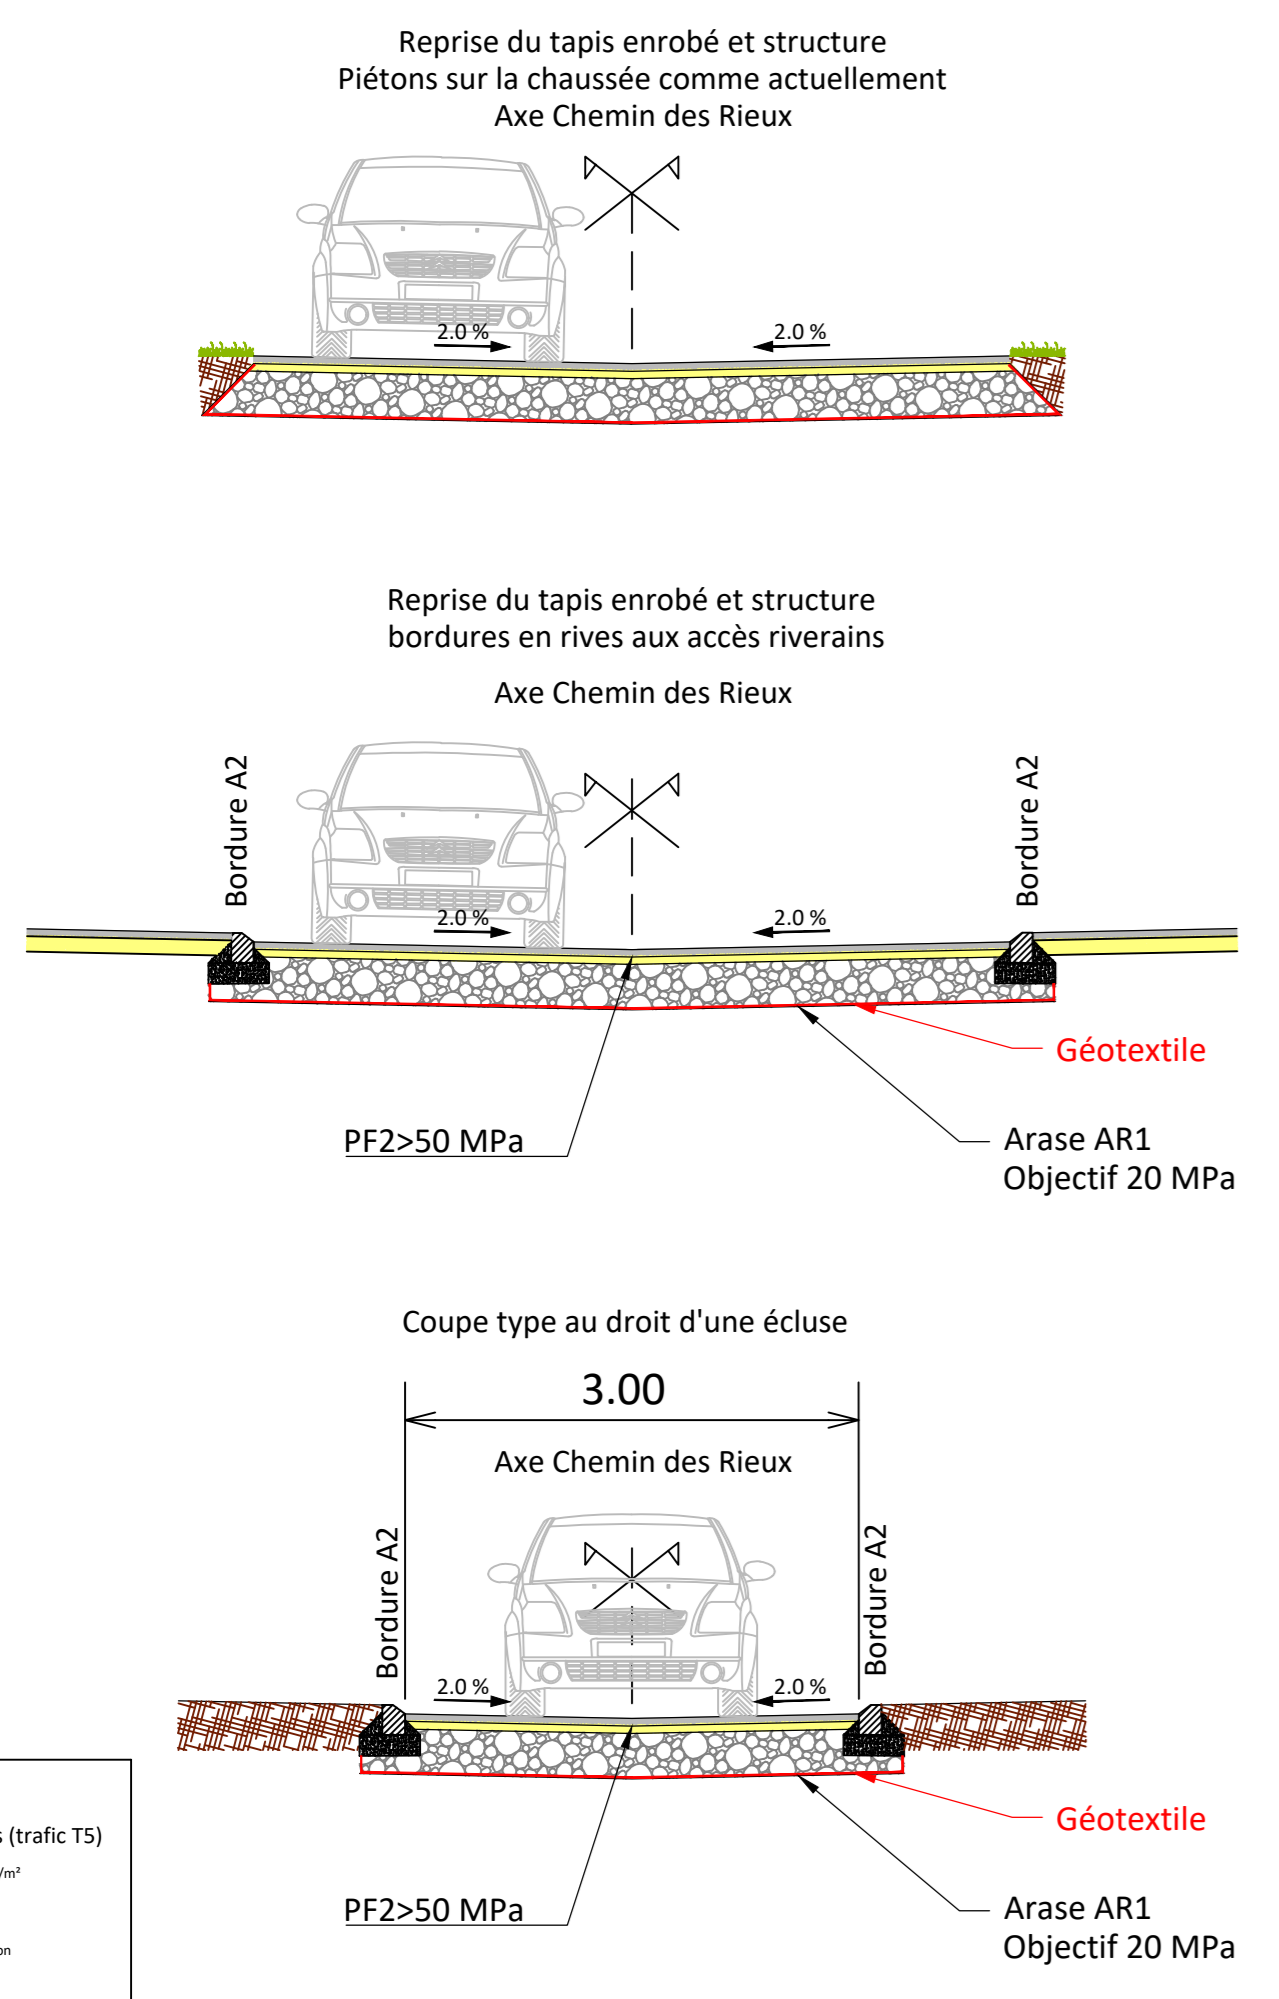 Reprise du tapis enrobé et structure
Piétons sur la chaussée comme actuellement
Axe Chemin des Rieux
2.0 %
2.0 %
Reprise du tapis enrobé et structure
bordures en rives aux accès riverains
Axe Chemin des Rieux
Bordure A2
Bordure A2
2.0 %
2.0 %
Géotextile
PF2>50 MPa
Arase AR1
Objectif 20 MPa
Coupe type au droit d'une écluse
3.00
Axe Chemin des Rieux
Bordure A2
Bordure A2
2.0 %
2.0 %
Géotextile
(trafic T5)
/m²
PF2>50 MPa
Arase AR1
Objectif 20 MPa